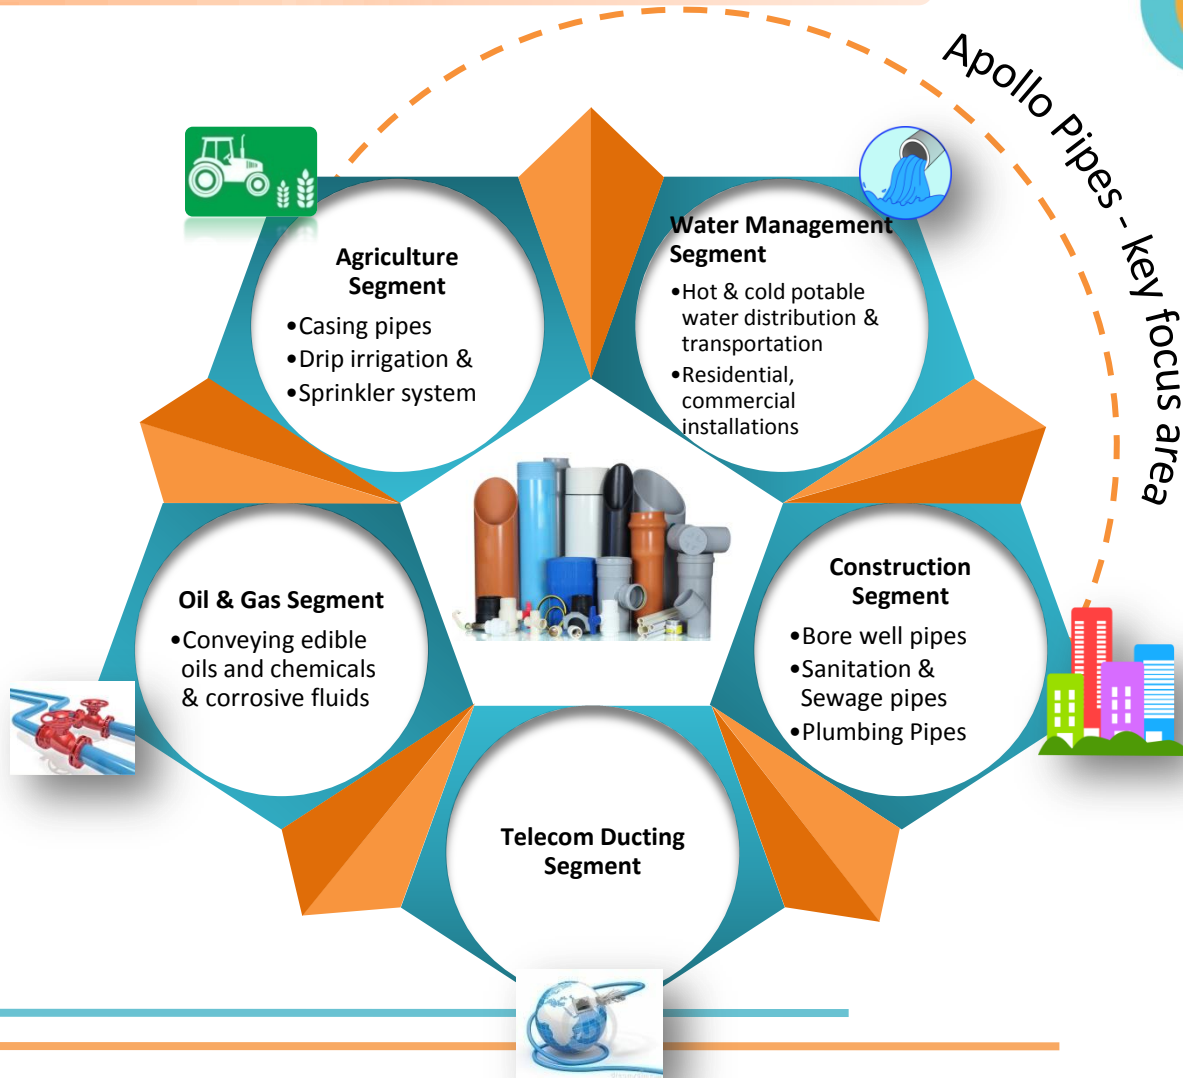 Apollo Pipes - key focus area
Agriculture
Segment
•Casing pipes
•Drip irrigation &
•Sprinkler system
Water Management
Segment
•Hot & cold potable
water distribution &
transportation
•Residential,
commercial
installations
Oil & Gas Segment
•Conveying edible
oils and chemicals
& corrosive fluids
Construction
Segment
•Bore well pipes
•Sanitation &
Sewage pipes
•Plumbing Pipes
Telecom Ducting
Segment